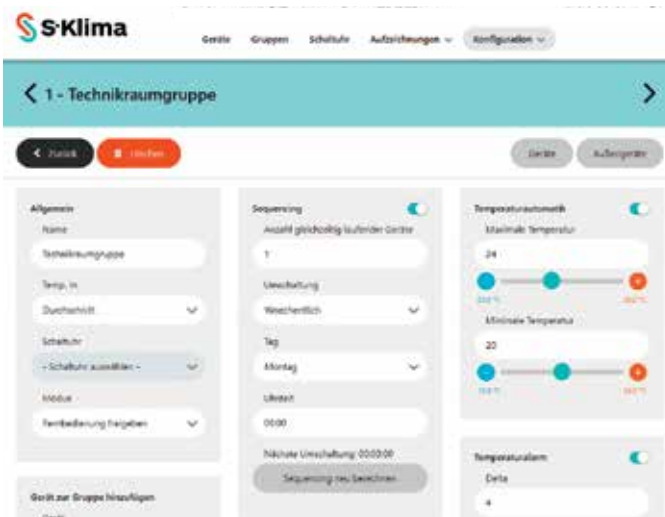 S·Klima
Geräte Gruppen Schaltuhr Aufzeichnungen Konfiguration
1 - Technikraumgruppe
Zurück Löschen Geräte Außengeräte
Allgemein
Name
Technikraumgruppe
Temp. in
Durchschnitt
Schaltuhr
- Schaltuhr auswählen -
Modus
Fernbedienung freigeben
Gerät zur Gruppe hinzufügen
Sequencing
Anzahl gleichzeitig laufender Geräte
1
Umschaltung
Wöchentlich
Tag
Montag
Uhrzeit
00:00
Nächste Umschaltung: 00:00:00
Sequencing neu berechnen
Temperaturautomatik
Maximale Temperatur
24
Minimale Temperatur
20
Temperaturalarm
Delta
4